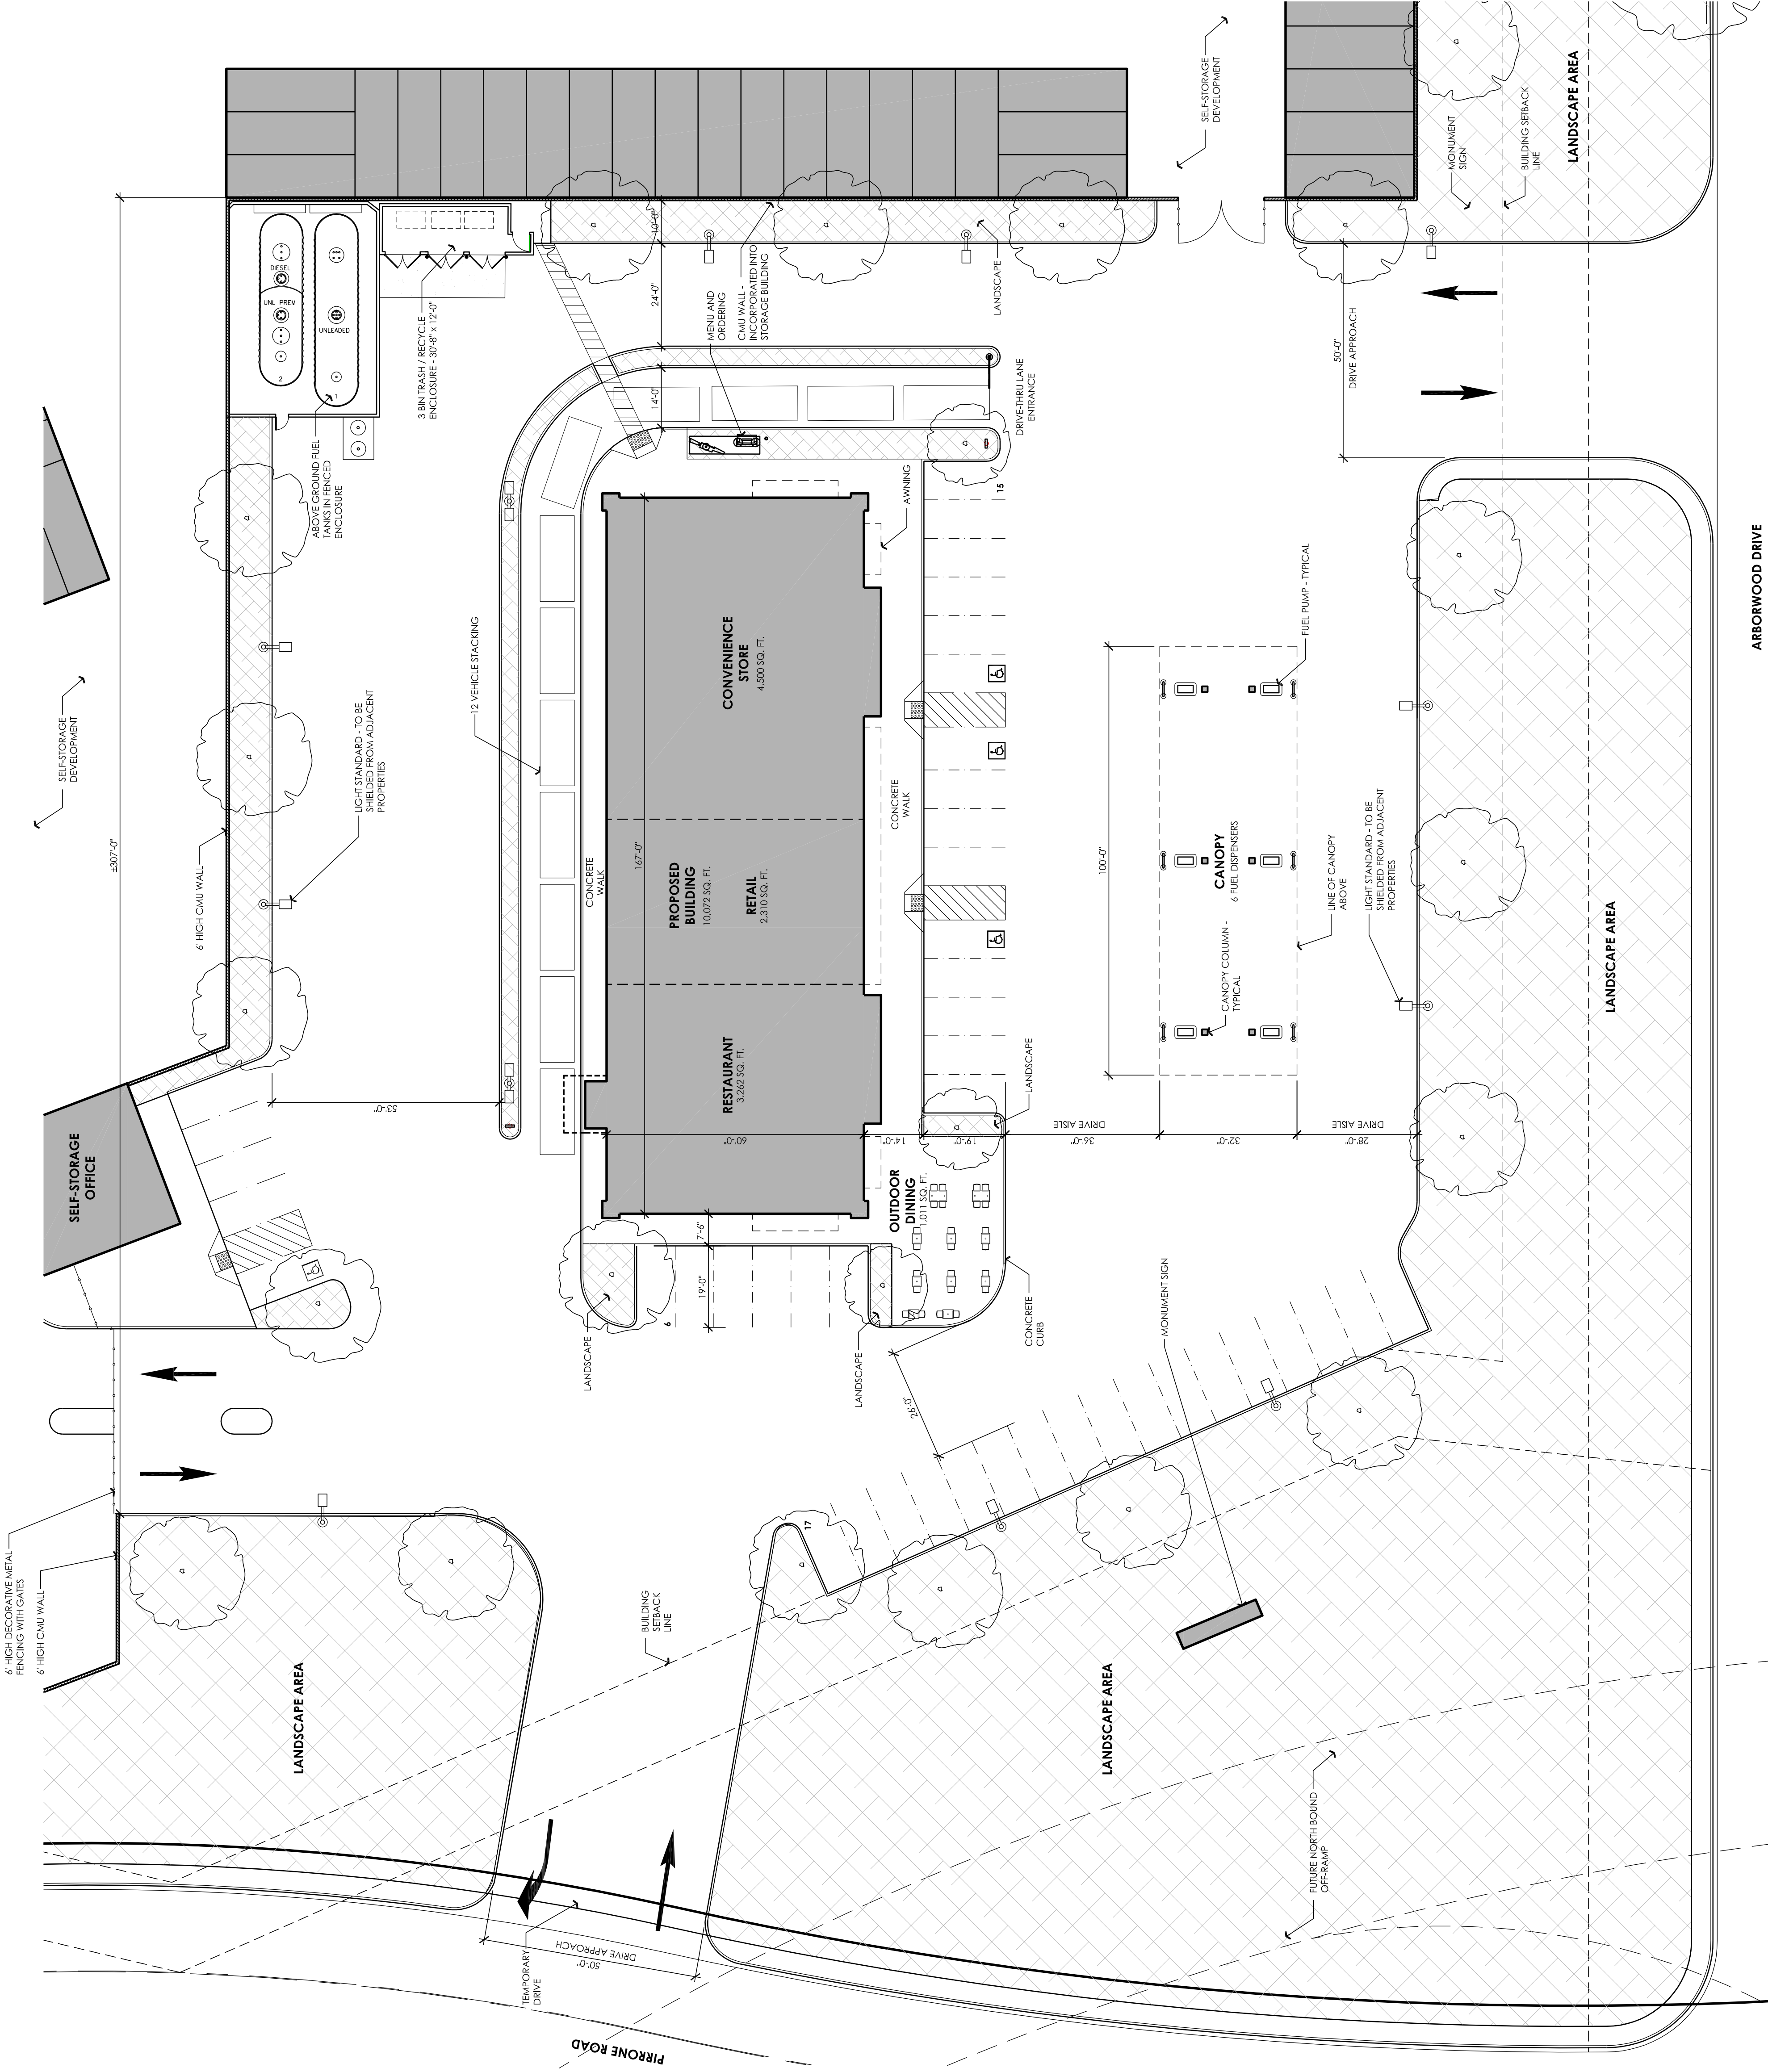 SELF-STORAGE
DEVELOPMENT
MONUMENT
SIGN
BUILDING SETBACK
LINE
LANDSCAPE AREA
DIESEL
UNL PREM
UNLEADED
2
1
3 BIN TRASH / RECYCLE
ENCLOSURE - 30'-8" X 12'-0"
10'-0"
24'-0"
14'-0"
MENU AND
ORDERING
CMU WALL -
INCORPORATED INTO
STORAGE BUILDING
LANDSCAPE
DRIVE-THRU LANE
ENTRANCE
50'-0"
DRIVE APPROACH
ABOVE GROUND FUEL
TANKS IN FENCED
ENCLOSURE
AWNING
15
ARBORWOOD DRIVE
SELF-STORAGE
DEVELOPMENT
±307'-0"
6' HIGH CMU WALL
LIGHT STANDARD - TO BE
SHIELDED FROM ADJACENT
PROPERTIES
12 VEHICLE STACKING
CONCRETE
WALK
167'-0"
CONVENIENCE
STORE
4,500 SQ. FT.
PROPOSED
BUILDING
10,072 SQ. FT.
RETAIL
2,310 SQ. FT.
RESTAURANT
3,262 SQ. FT.
CONCRETE
WALK
FUEL PUMP - TYPICAL
100'-0"
CANOPY
6 FUEL DISPENSERS
CANOPY COLUMN -
TYPICAL
LINE OF CANOPY
ABOVE
LIGHT STANDARD - TO BE
SHIELDED FROM ADJACENT
PROPERTIES
LANDSCAPE AREA
LANDSCAPE
SELF-STORAGE
OFFICE
53'-0"
60'-0"
14'-0"
19'-0"
36'-0"
DRIVE AISLE
32'-0"
28'-0"
DRIVE AISLE
OUTDOOR
DINING
1,011 SQ. FT.
7'-6"
19'-0"
6
LANDSCAPE
LANDSCAPE
CONCRETE
CURB
26'-0"
MONUMENT SIGN
17
6' HIGH DECORATIVE METAL
FENCING WITH GATES
6' HIGH CMU WALL
BUILDING
SETBACK
LINE
LANDSCAPE AREA
LANDSCAPE AREA
FUTURE NORTH BOUND
OFF-RAMP
50'-0"
DRIVE APPROACH
TEMPORARY
DRIVE
PIRRONE ROAD